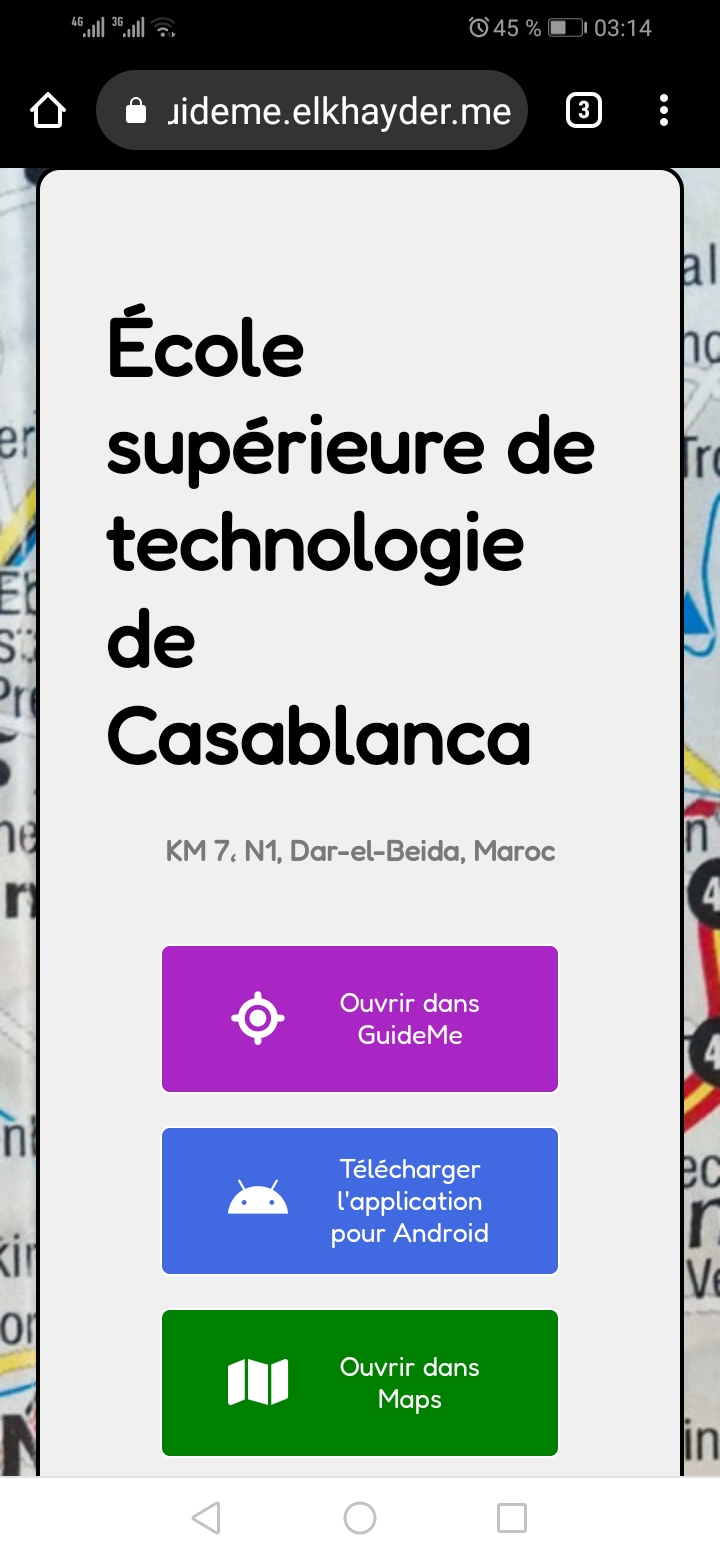 4G 3G 45 % 03:14
uideme.elkhayder.me
3
École
supérieure de
technologie
de
Casablanca
KM 7، N1, Dar-el-Beida, Maroc
Ouvrir dans
GuideMe
Télécharger
l'application
pour Android
Ouvrir dans
Maps